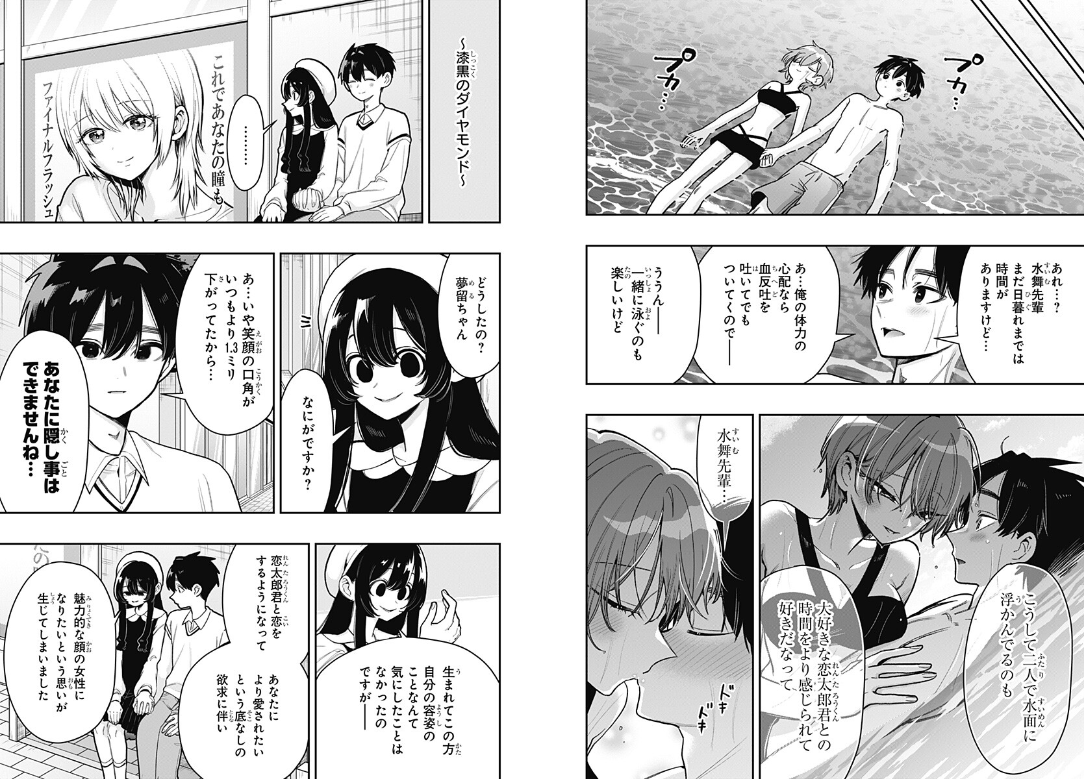 プカ…
プカ…
あれ…？
水舞先輩
まだ日暮れまでは
時間が
ありますけど…
あ…俺の体力の
心配なら
血反吐を
吐いてでも
ついてくので――
ううん――
一緒に泳ぐのも
楽しいけど
こうして二人で水面に
浮かんでるのも
大好きな恋太郎君との
時間をより感じられて
好きだなって
水舞先輩…
ドキ
ドキ
～漆黒のダイヤモンド～
………
これであなたの瞳も
ファイナルフラッシュ
どうしたの？
夢留ちゃん
なにがですか？
あ…いや笑顔の口角が
いつもより1.3ミリ
下がってたから…
あなたに隠し事は
できませんね…
生まれてこの方
自分の容姿の
ことなんて
気にしたことは
なかったの
ですが――
恋太郎君と恋を
するようになって
あなたに
より愛されたい
という底なしの
欲求に伴い
魅力的な顔の女性に
なりたいという思いが
生じてしまいました
この